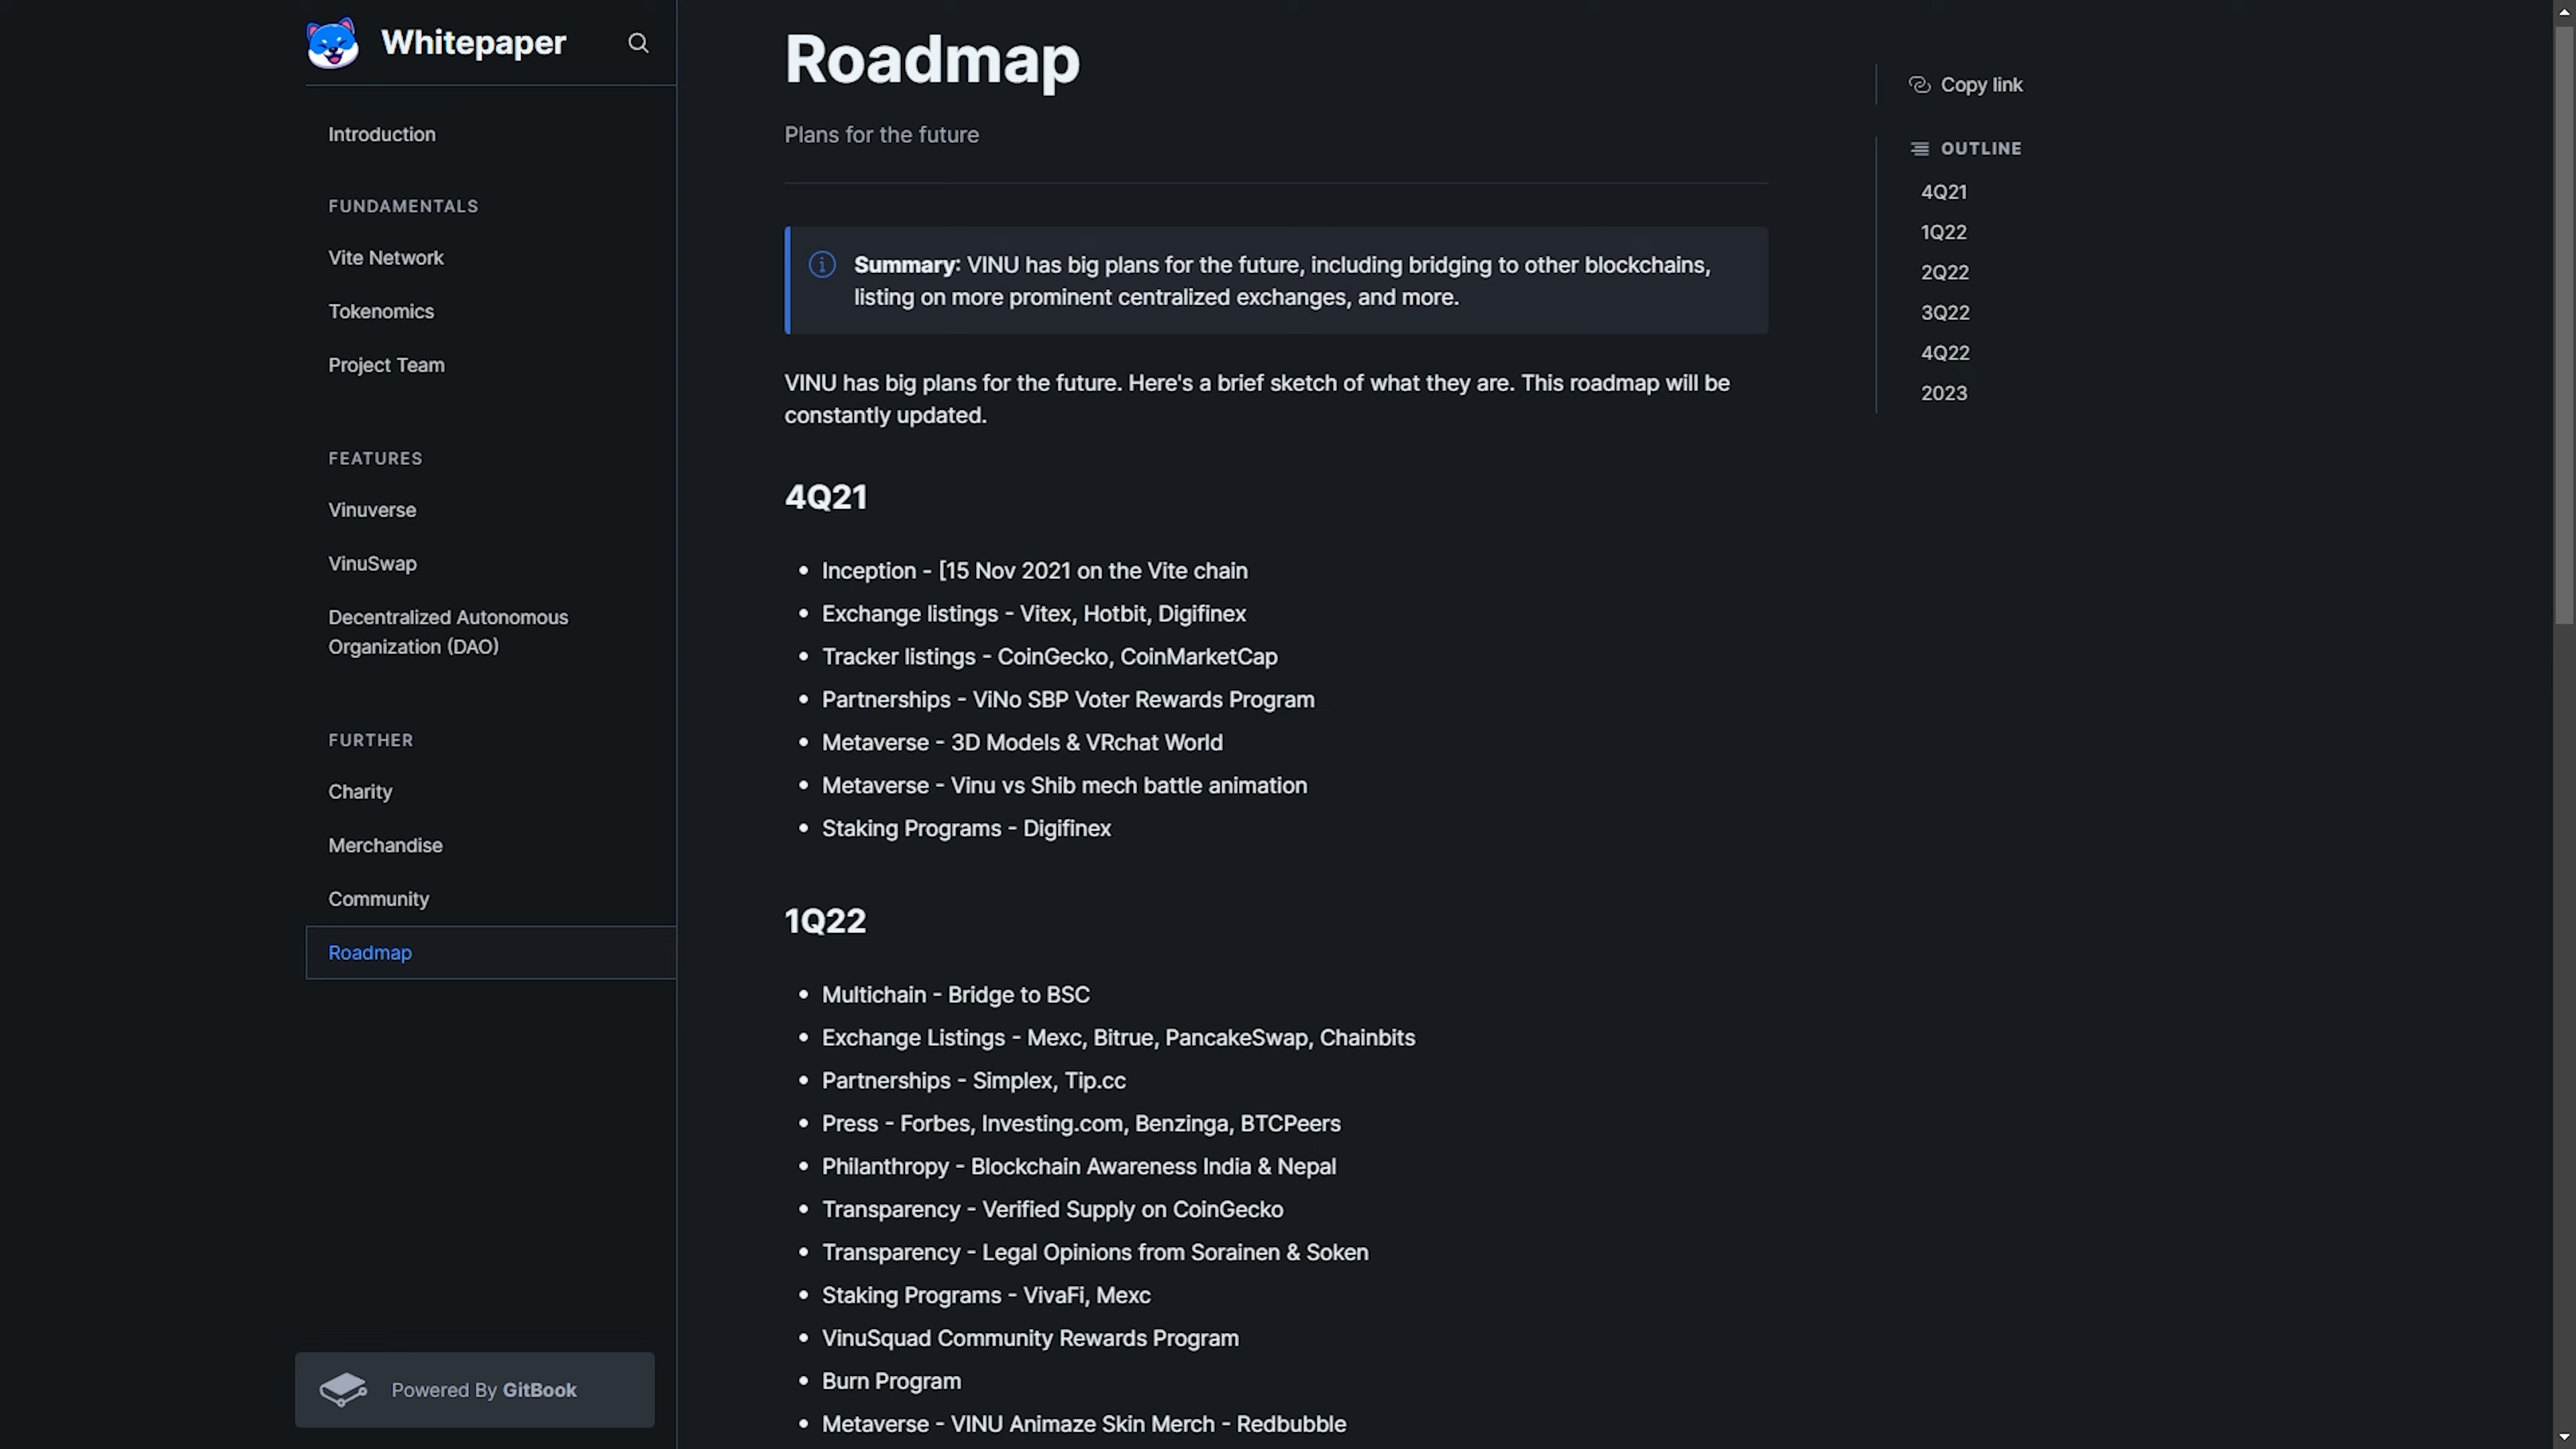 Whitepaper
Introduction
FUNDAMENTALS
Vite Network
Tokenomics
Project Team
FEATURES
Vinuverse
VinuSwap
Decentralized Autonomous
Organization (DAO)
FURTHER
Charity
Merchandise
Community
Roadmap
Powered By GitBook
Roadmap
Plans for the future
Summary: VINU has big plans for the future, including bridging to other blockchains,
listing on more prominent centralized exchanges, and more.
VINU has big plans for the future. Here's a brief sketch of what they are. This roadmap will be
constantly updated.
4Q21
• Inception - [15 Nov 2021 on the Vite chain
• Exchange listings - Vitex, Hotbit, Digifinex
• Tracker listings - CoinGecko, CoinMarketCap
• Partnerships - ViNo SBP Voter Rewards Program
• Metaverse - 3D Models & VRchat World
• Metaverse - Vinu vs Shib mech battle animation
• Staking Programs - Digifinex
1Q22
• Multichain - Bridge to BSC
• Exchange Listings - Mexc, Bitrue, PancakeSwap, Chainbits
• Partnerships - Simplex, Tip.cc
• Press - Forbes, Investing.com, Benzinga, BTCPeers
• Philanthropy - Blockchain Awareness India & Nepal
• Transparency - Verified Supply on CoinGecko
• Transparency - Legal Opinions from Sorainen & Soken
• Staking Programs - VivaFi, Mexc
• VinuSquad Community Rewards Program
• Burn Program
• Metaverse - VINU Animaze Skin Merch - Redbubble
Copy link
OUTLINE
4Q21
1Q22
2Q22
3Q22
4Q22
2023